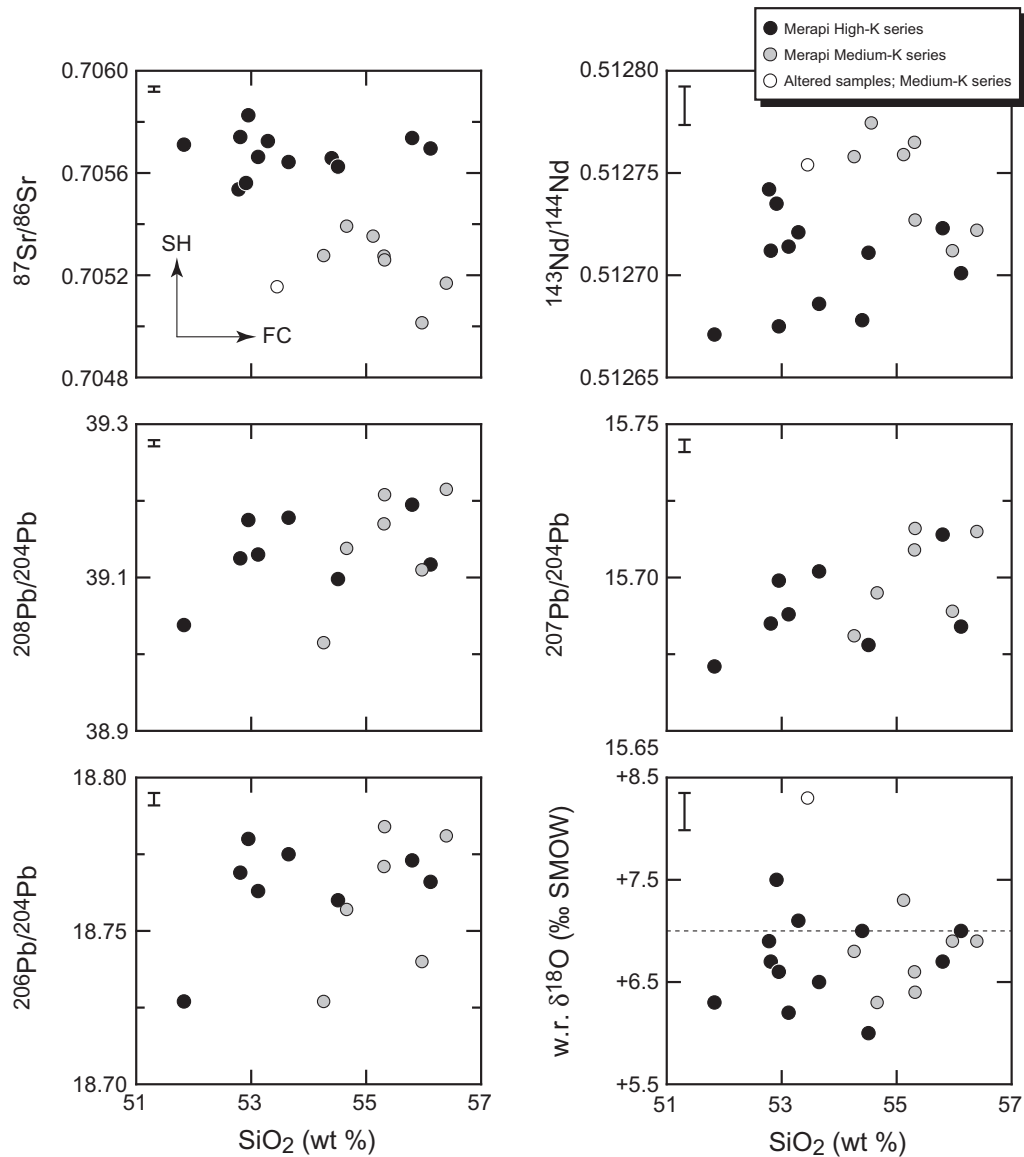 Merapi High-K series
Merapi Medium-K series
Altered samples; Medium-K series
0.7060
0.7056
0.7052
0.7048
87Sr/86Sr
SH
FC
0.51280
0.51275
0.51270
0.51265
143Nd/144Nd
39.3
39.1
38.9
208Pb/204Pb
15.75
15.70
15.65
207Pb/204Pb
18.80
18.75
18.70
206Pb/204Pb
51 53 55 57
SiO2 (wt %)
+8.5
+7.5
+6.5
+5.5
w.r. δ18O (‰ SMOW)
51 53 55 57
SiO2 (wt %)